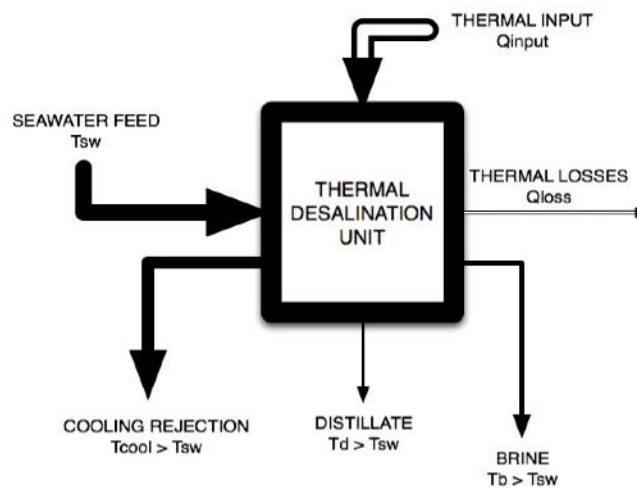 THERMAL INPUT
Qinput
SEAWATER FEED
Tsw
THERMAL LOSSES
Qloss
THERMAL
DESALINATION
UNIT
COOLING REJECTION
Tcool > Tsw
DISTILLATE
Td > Tsw
BRINE
Tb > Tsw